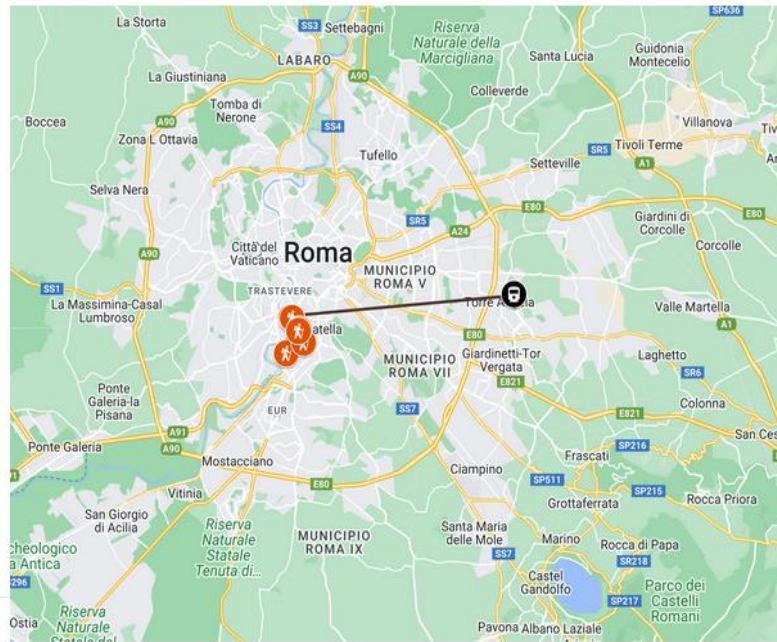 La Storta
SS3
Settebagni
Riserva
Naturale della
Marcigliana
SP636
LABARO
A90
Santa Lucia
Guidonia
Montecelio
La Giustiniana
Colleverde
Boccea
A90
Tomba di
Nerone
SS4
Villanova
Zona L Ottavia
Tufello
SR5
Tivoli Terme
Setteville
A1
Selva Nera
E80
E80
SR5
A24
Giardini di
Corcolle
A90
Città del
Vaticano
Roma
Corcolle
MUNICIPIO
ROMA V
SS1
TRASTEVERE
La Massimina-Casal
Lumbroso
Torre
Valle Martella
A1
E80
Giardinetti-Tor
Vergata
Laghetto
MUNICIPIO
ROMA VII
SR6
Ponte
Galeria-la
Pisana
E821
Colonna
EUR
SS7
E821
A91
SP216
San Ces
Ponte Galeria
A90
Mostacciano
Frascati
Ciampino
SP511
SP215
Vitinia
E80
Rocca Priora
Grottaferrata
San Giorgio
di Acilia
Riserva
Naturale
Statale
Tenuta di...
MUNICIPIO
ROMA IX
Santa Maria
delle Mole
Marino
Rocca di Papa
SS7
SR218
Castel
Gandolfo
Parco dei
Castelli
Romani
SP217
Ostia
Riserva
Naturale
Pavona
Albano Laziale